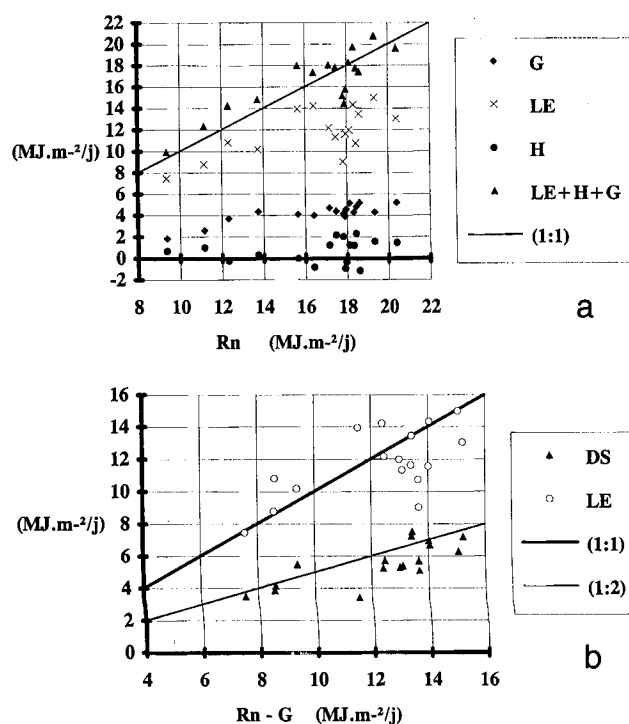 22
20
18
16
14
12
10
8
6
4
2
0
-2
(MJ.m-²/j)
8 10 12 14 16 18 20 22
Rn (MJ.m-²/j)
G
LE
H
LE+H+G
(1:1)
a
16
14
12
10
8
6
4
2
0
(MJ.m-²/j)
4 6 8 10 12 14 16
Rn - G (MJ.m-²/j)
DS
LE
(1:1)
(1:2)
b